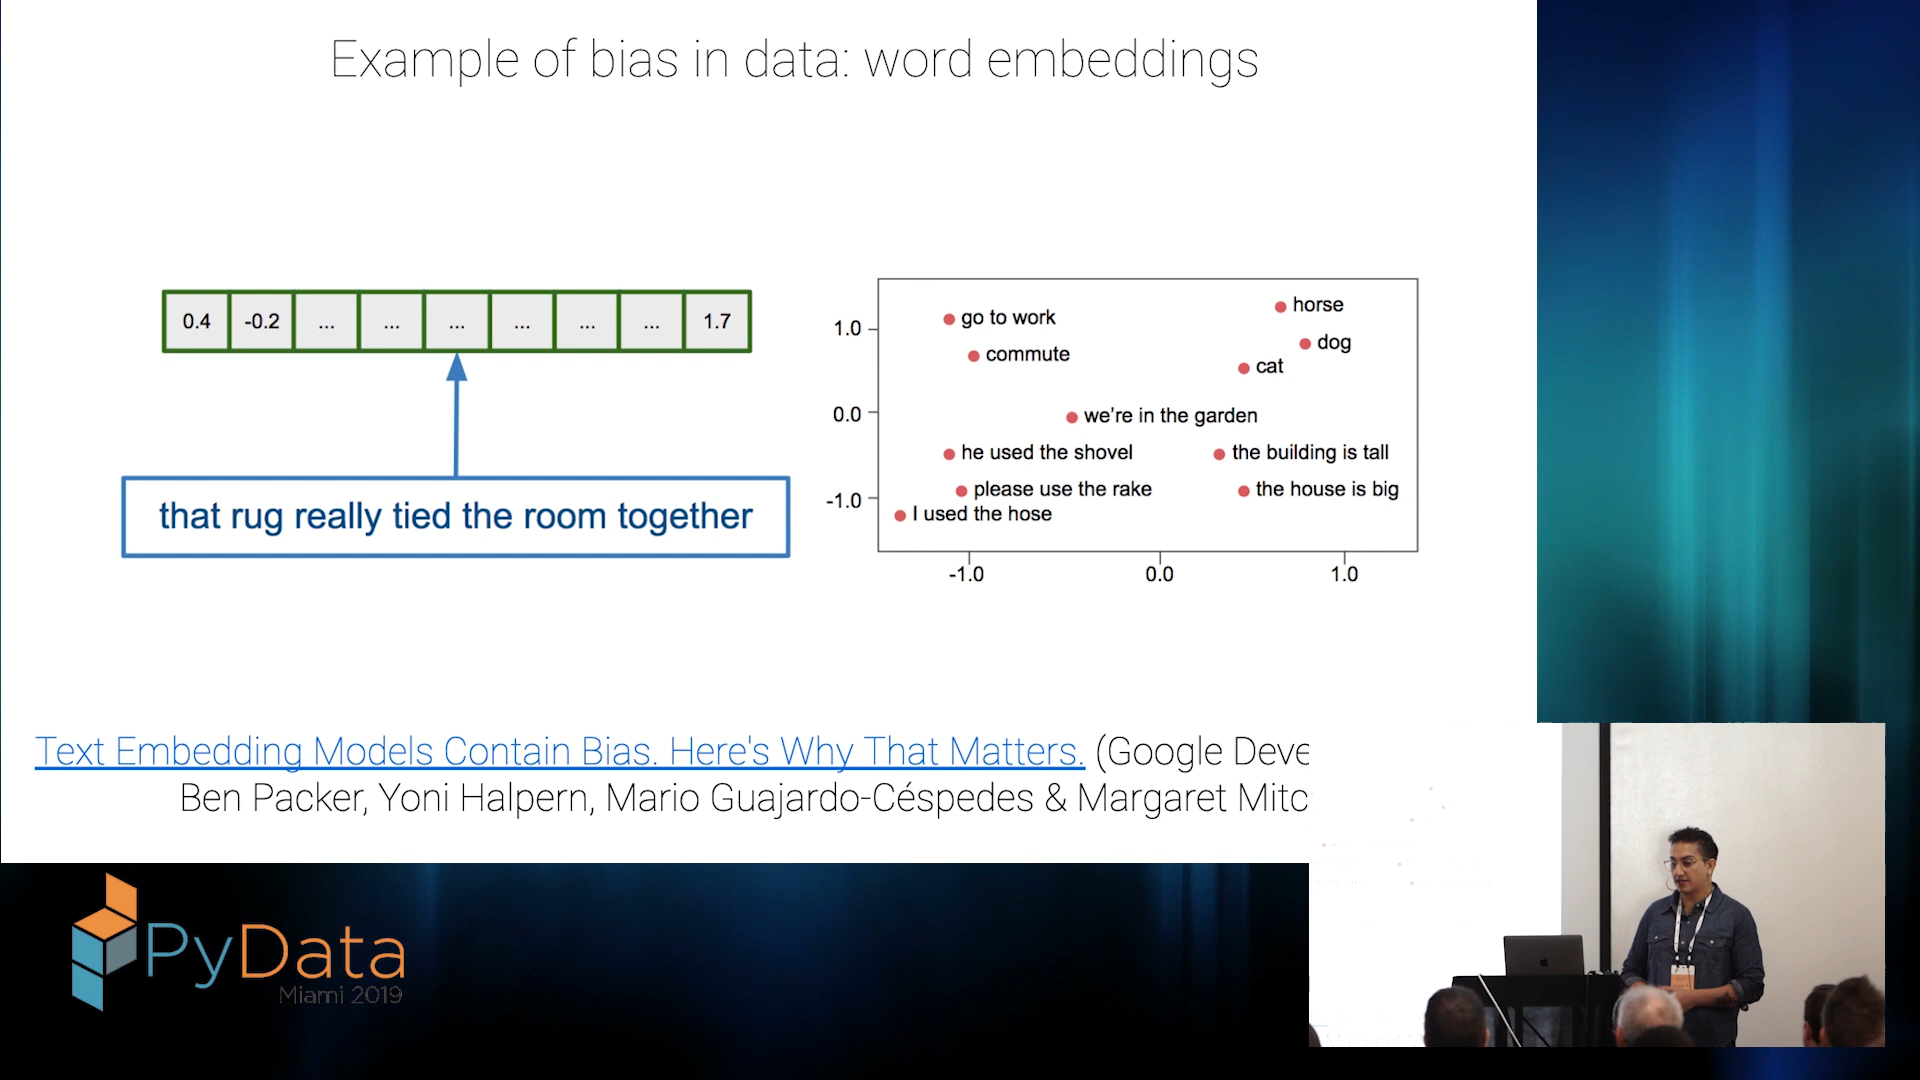 Example of bias in data: word embeddings
0.4 -0.2 ... ... ... ... ... ... 1.7
that rug really tied the room together
1.0
0.0
-1.0
go to work
commute
horse
dog
cat
we're in the garden
he used the shovel
please use the rake
I used the hose
the building is tall
the house is big
-1.0 0.0 1.0
Text Embedding Models Contain Bias. Here's Why That Matters. (Google Deve
Ben Packer, Yoni Halpern, Mario Guajardo-Céspedes & Margaret Mitc
PyData
Miami 2019